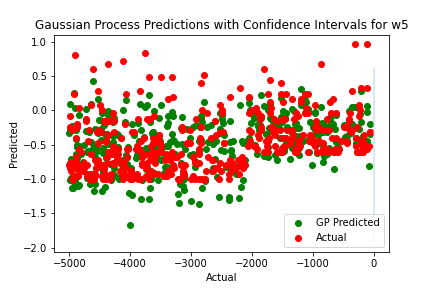 Gaussian Process Predictions with Confidence Intervals for w5
1.0
0.5
0.0
−0.5
−1.0
−1.5
−2.0
Predicted
GP Predicted
Actual
−5000 −4000 −3000 −2000 −1000 0
Actual